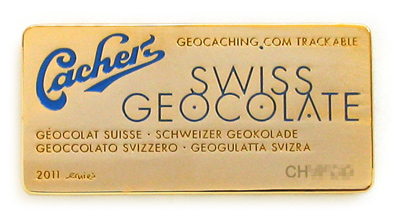 Cacher's
GEOCACHING.COM TRACKABLE
SWISS
GEOCOLATE
GÉOCOLAT SUISSE · SCHWEIZER GEOKOLADE
GEOCCOLATO SVIZZERO · GEOGULATTA SVIZRA
2011
CH